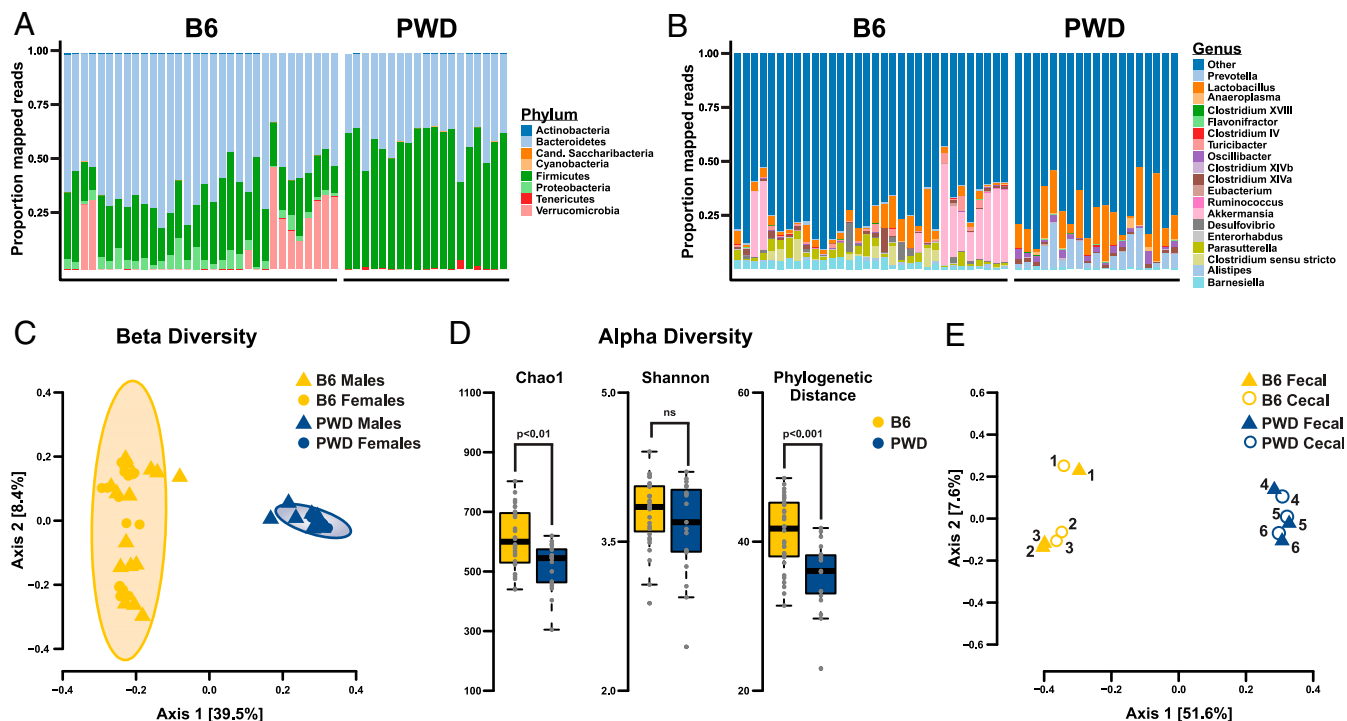 A
B6
PWD
1.00
0.75
0.50
0.25
Proportion mapped reads
Phylum
Actinobacteria
Bacteroidetes
Cand. Saccharibacteria
Cyanobacteria
Firmicutes
Proteobacteria
Tenericutes
Verrucomicrobia
B
B6
PWD
1.00
0.75
0.50
0.25
Proportion mapped reads
Genus
Other
Prevotella
Lactobacillus
Anaeroplasma
Clostridium XVIII
Flavonifractor
Clostridium IV
Turicibacter
Oscillibacter
Clostridium XIVb
Clostridium XIVa
Eubacterium
Ruminococcus
Akkermansia
Desulfovibrio
Enterorhabdus
Parasutterella
Clostridium sensu stricto
Alistipes
Barnesiella
C
Beta Diversity
B6 Males
B6 Females
PWD Males
PWD Females
0.4
0.2
0.0
−0.2
−0.4
Axis 2 [8.4%]
−0.4
−0.2
0.0
0.2
0.4
Axis 1 [39.5%]
D
Alpha Diversity
Chao1
1100
900
700
500
300
100
p<0.01
Shannon
5.0
3.5
2.0
ns
Phylogenetic
Distance
60
40
20
p<0.001
B6
PWD
E
B6 Fecal
B6 Cecal
PWD Fecal
PWD Cecal
0.6
0.4
0.2
0.0
−0.2
−0.4
−0.6
Axis 2 [7.6%]
1
1
2
3
3
2
4
4
5
5
6
6
−0.4
−0.2
0.0
0.2
0.4
Axis 1 [51.6%]